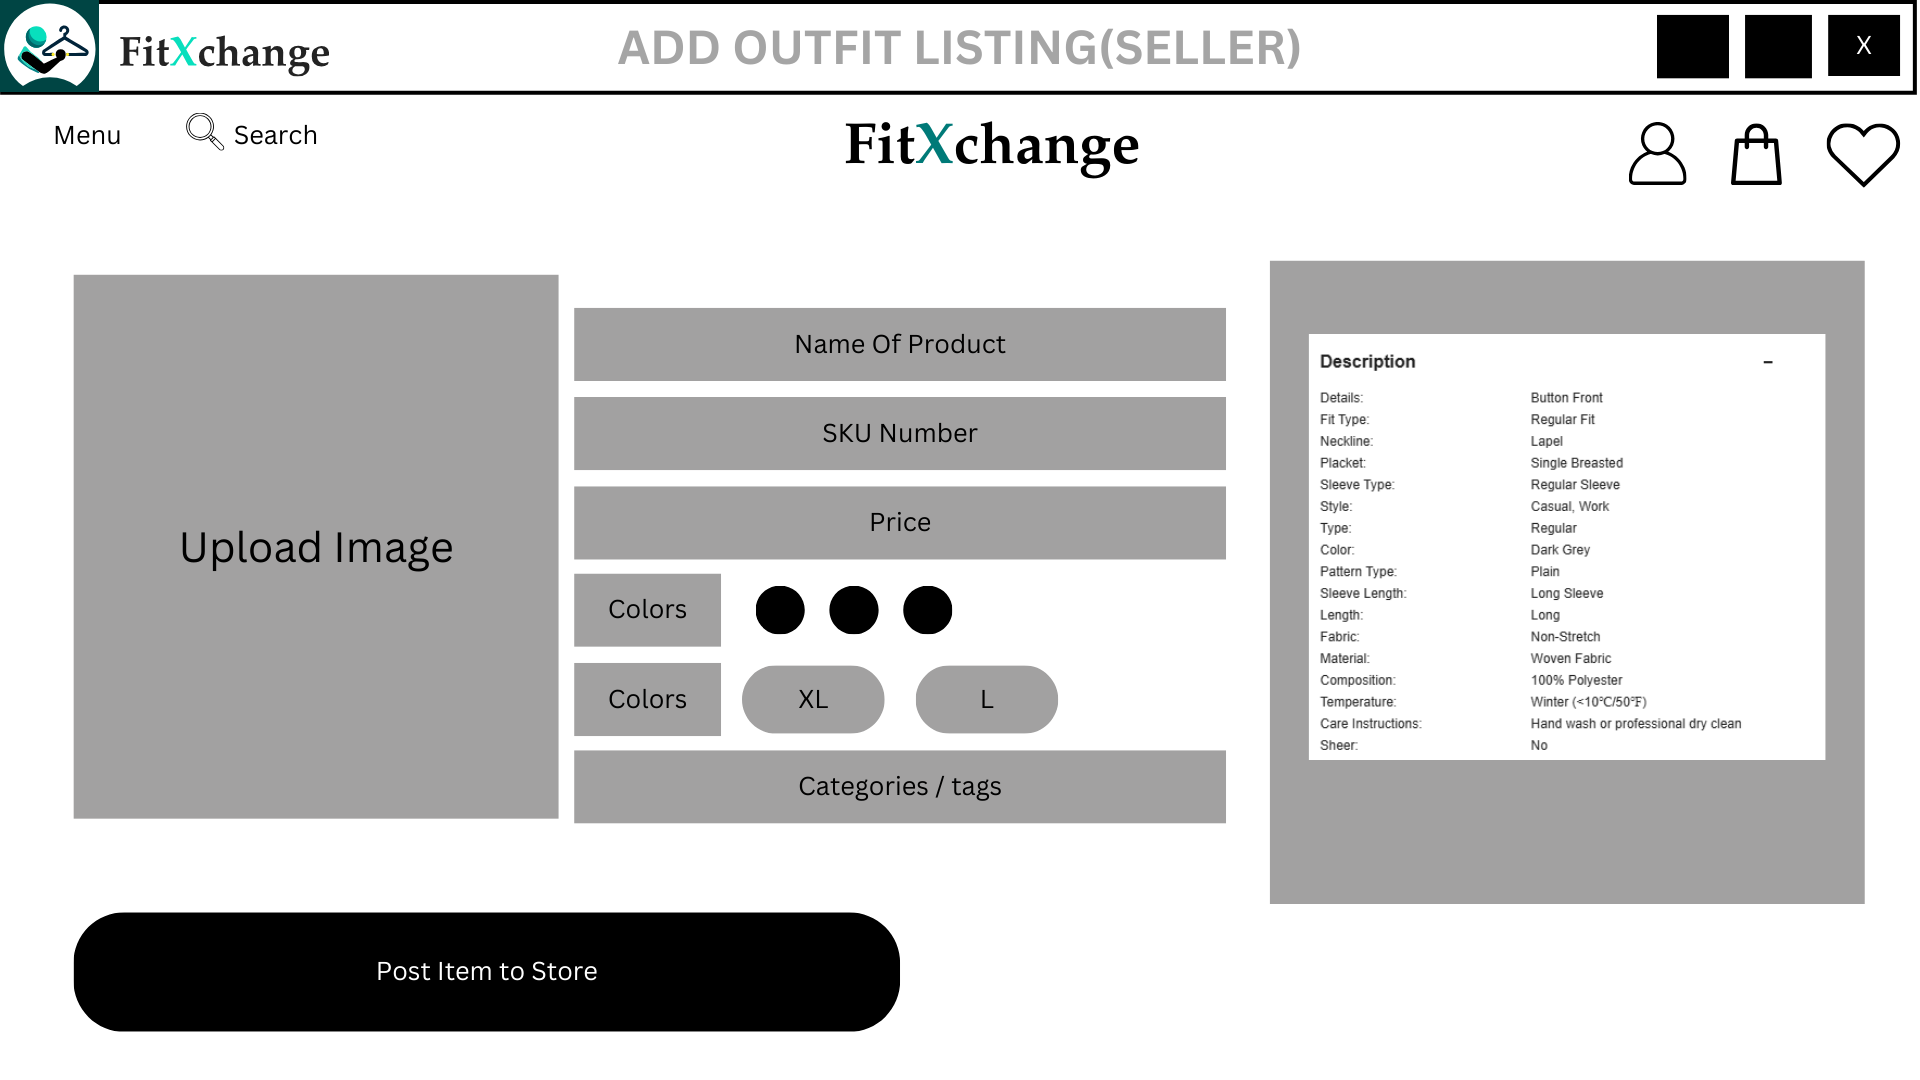 FitXchange
ADD OUTFIT LISTING(SELLER)
X
Menu
Search
FitXchange
Upload Image
Name Of Product
SKU Number
Price
Colors
Colors
XL
L
Categories / tags
Description –
Details: Button Front
Fit Type: Regular Fit
Neckline: Lapel
Placket: Single Breasted
Sleeve Type: Regular Sleeve
Style: Casual, Work
Type: Regular
Color: Dark Grey
Pattern Type: Plain
Sleeve Length: Long Sleeve
Length: Long
Fabric: Non-Stretch
Material: Woven Fabric
Composition: 100% Polyester
Temperature: Winter (<10℃/50℉)
Care Instructions: Hand wash or professional dry clean
Sheer: No
Post Item to Store